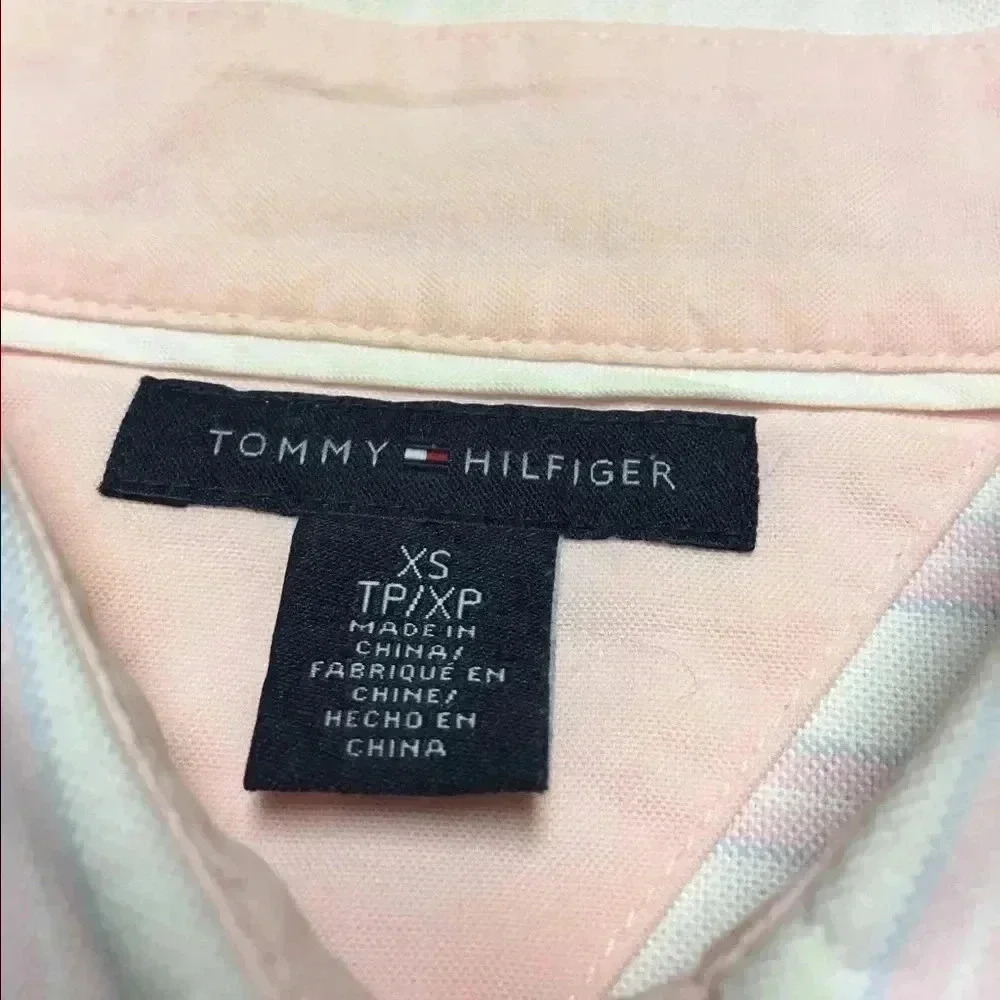 TOMMY HILFIGER
XS
TP/XP
MADE IN
CHINA/
FABRIQUÉ EN
CHINE/
HECHO EN
CHINA